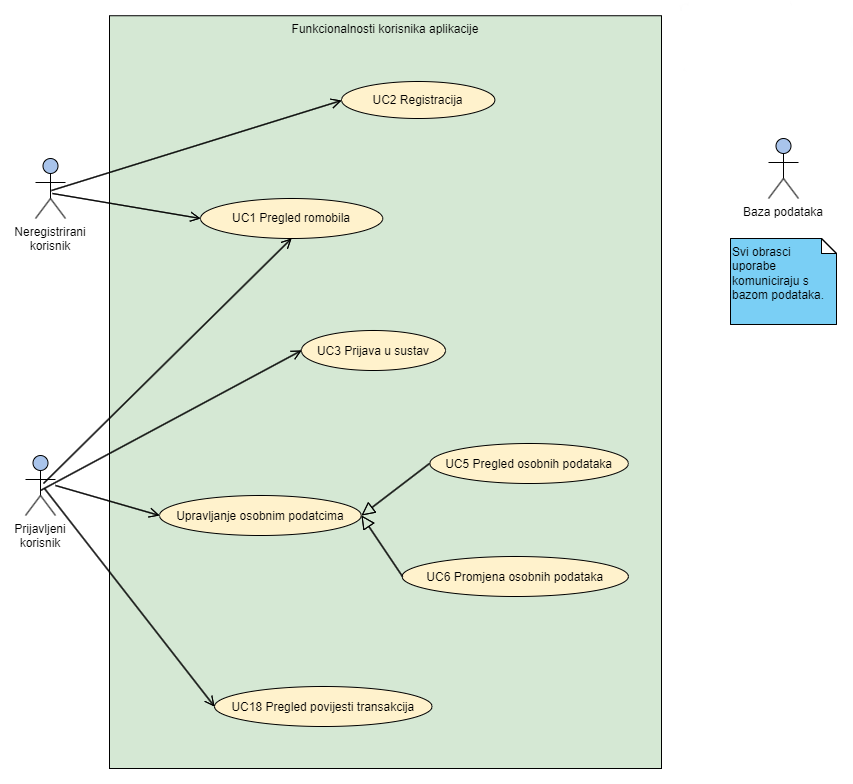 Funkcionalnosti korisnika aplikacije
UC2 Registracija
Neregistrirani
korisnik
UC1 Pregled romobila
Baza podataka
Svi obrasci
uporabe
komuniciraju s
bazom podataka.
UC3 Prijava u sustav
UC5 Pregled osobnih podataka
Prijavljeni
korisnik
Upravljanje osobnim podatcima
UC6 Promjena osobnih podataka
UC18 Pregled povijesti transakcija